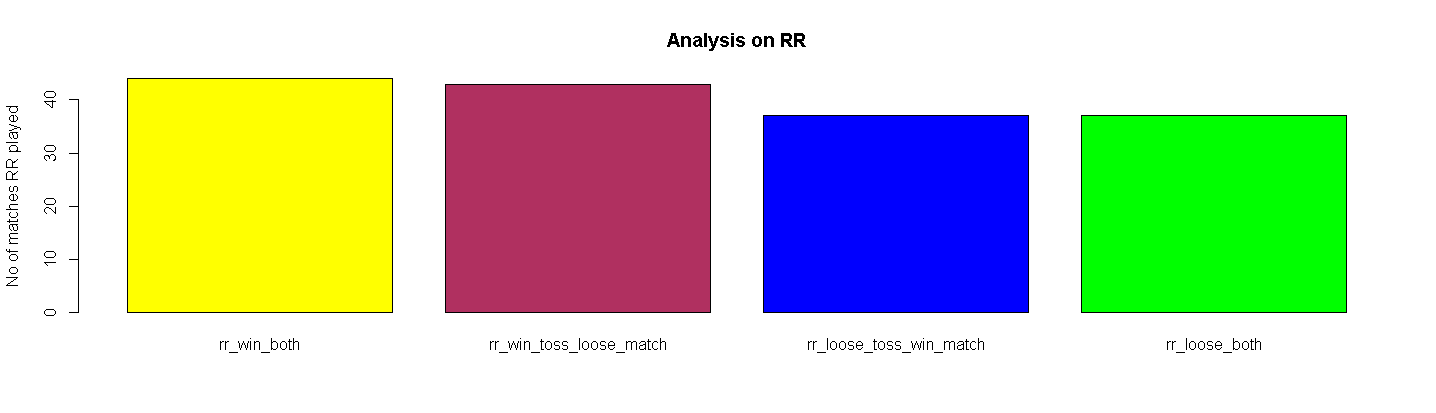 Analysis on RR
No of matches RR played
40
30
20
10
0
rr_win_both
rr_win_toss_loose_match
rr_loose_toss_win_match
rr_loose_both